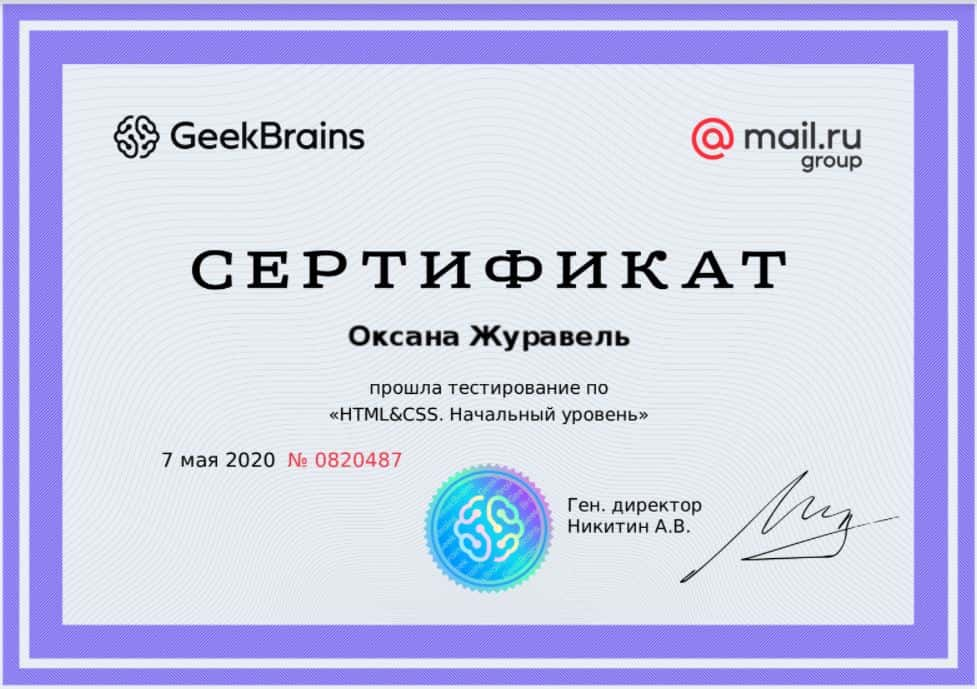 GeekBrains
@mail.ru
group
СЕРТИФИКАТ
Оксана Журавель
прошла тестирование по
«HTML&CSS. Начальный уровень»
7 мая 2020 № 0820487
Ген. директор
Никитин А.В.